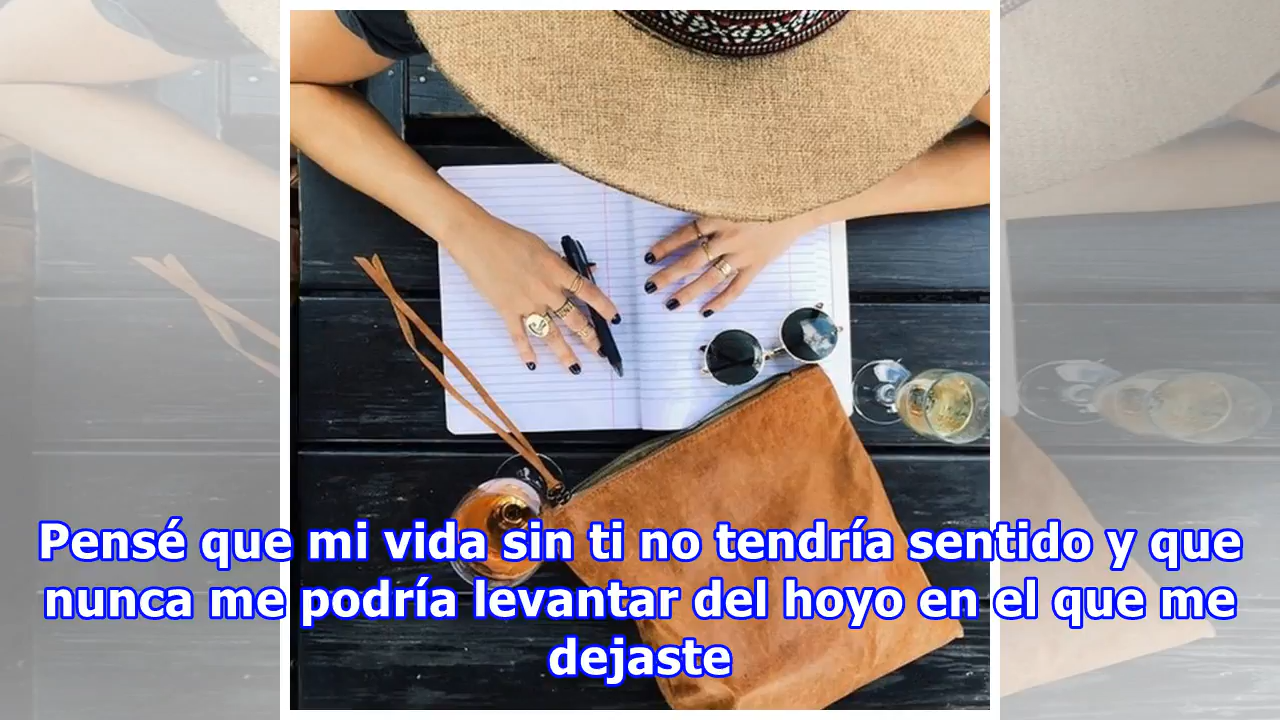 Pensé que mi vida sin ti no tendría sentido y que
nunca me podría levantar del hoyo en el que me
dejaste